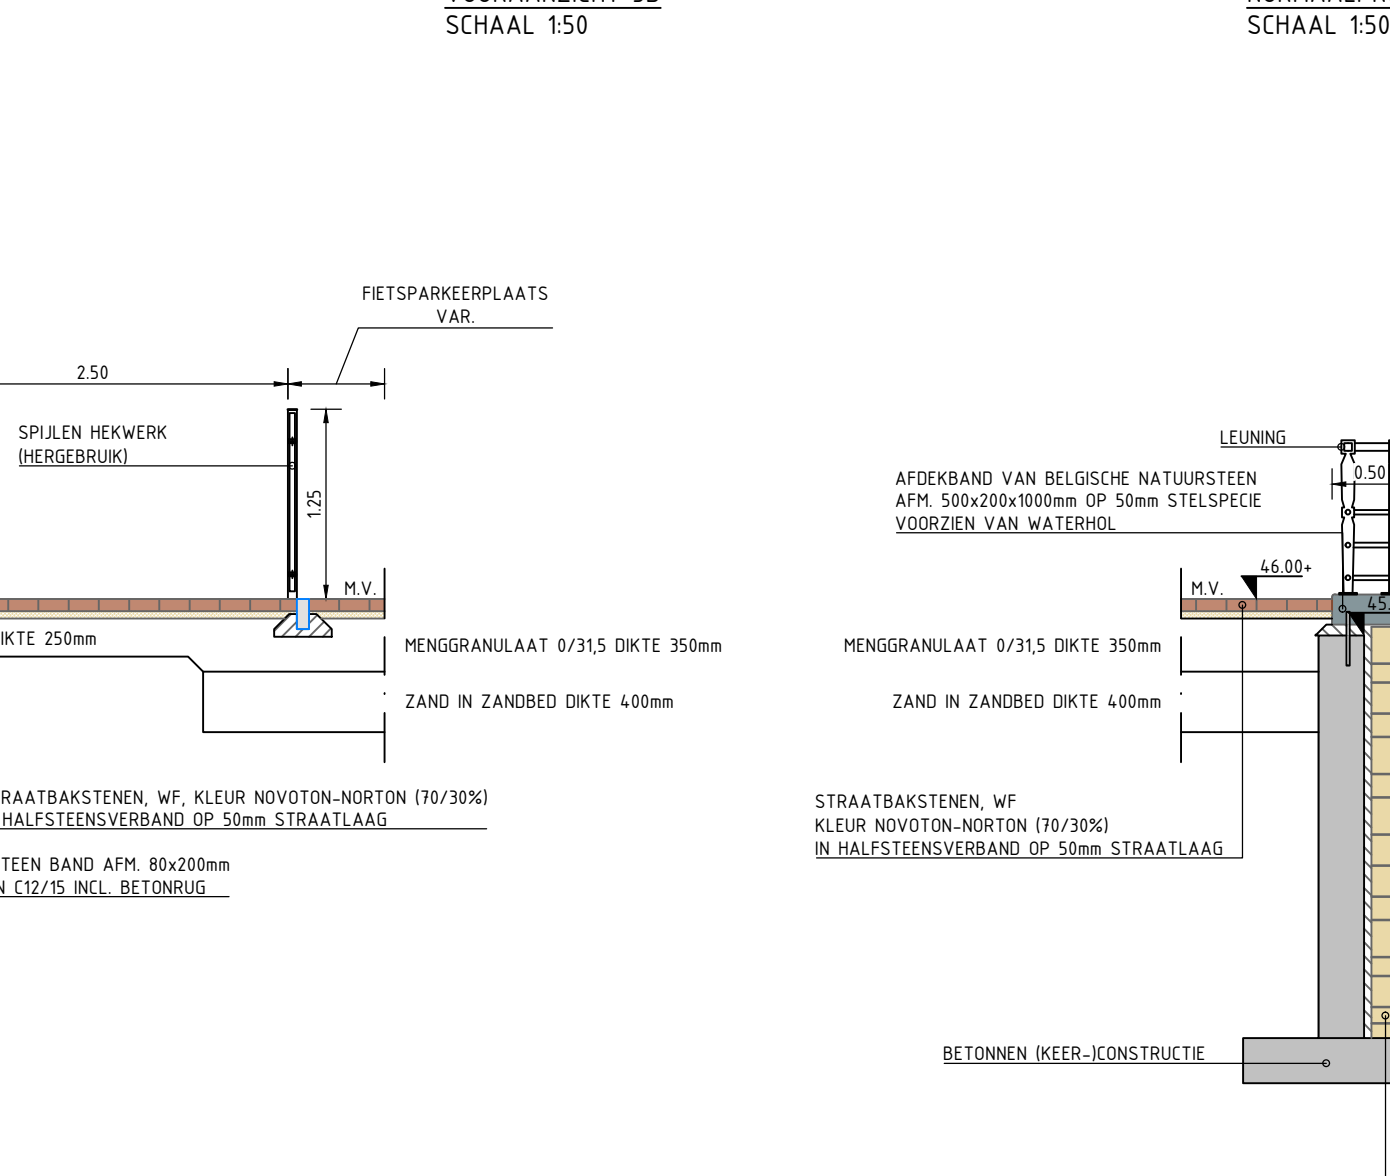 SCHAAL 1:50
SCHAAL 1:50
FIETSPARKEERPLAATS
VAR.
2.50
SPIJLEN HEKWERK
(HERGEBRUIK)
1.25
M.V.
IKTE 250mm
MENGGRANULAAT 0/31,5 DIKTE 350mm
ZAND IN ZANDBED DIKTE 400mm
RAATBAKSTENEN, WF, KLEUR NOVOTON-NORTON (70/30%)
HALFSTEENSVERBAND OP 50mm STRAATLAAG
TEEN BAND AFM. 80x200mm
N C12/15 INCL. BETONRUG
LEUNING
0.50
AFDEKBAND VAN BELGISCHE NATUURSTEEN
AFM. 500x200x1000mm OP 50mm STELSPECIE
VOORZIEN VAN WATERHOL
46.00+
M.V.
45.
MENGGRANULAAT 0/31,5 DIKTE 350mm
ZAND IN ZANDBED DIKTE 400mm
STRAATBAKSTENEN, WF
KLEUR NOVOTON-NORTON (70/30%)
IN HALFSTEENSVERBAND OP 50mm STRAATLAAG
BETONNEN (KEER-)CONSTRUCTIE